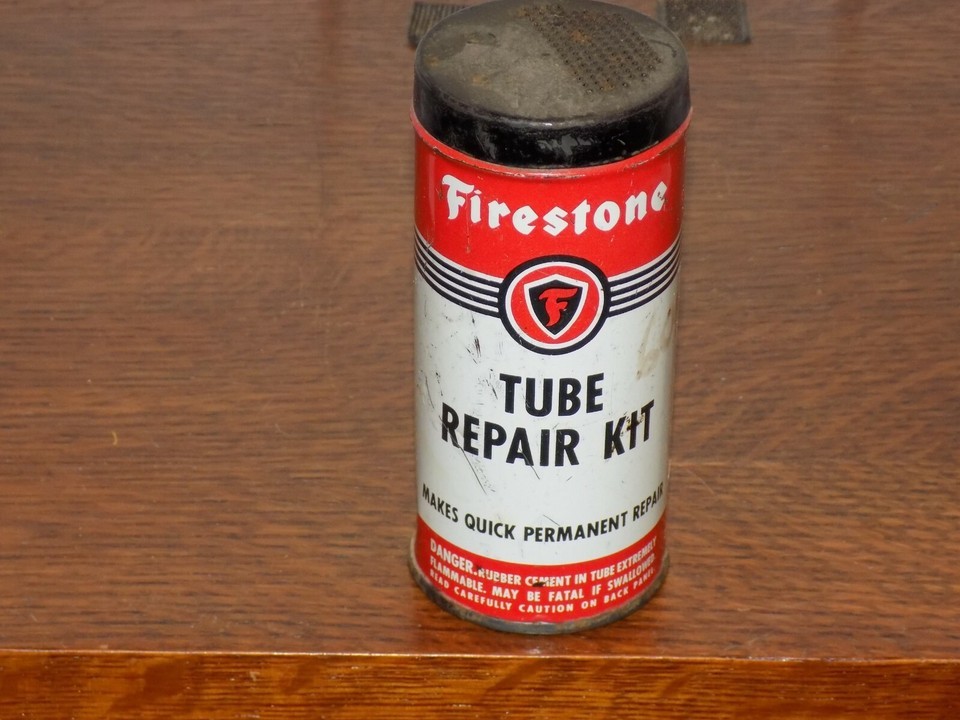 Firestone
F
TUBE
REPAIR KIT
MAKES QUICK PERMANENT REPAIR
DANGER. RUBBER CEMENT IN TUBE EXTREMELY
FLAMMABLE. MAY BE FATAL IF SWALLOWED.
READ CAREFULLY CAUTION ON BACK PANEL